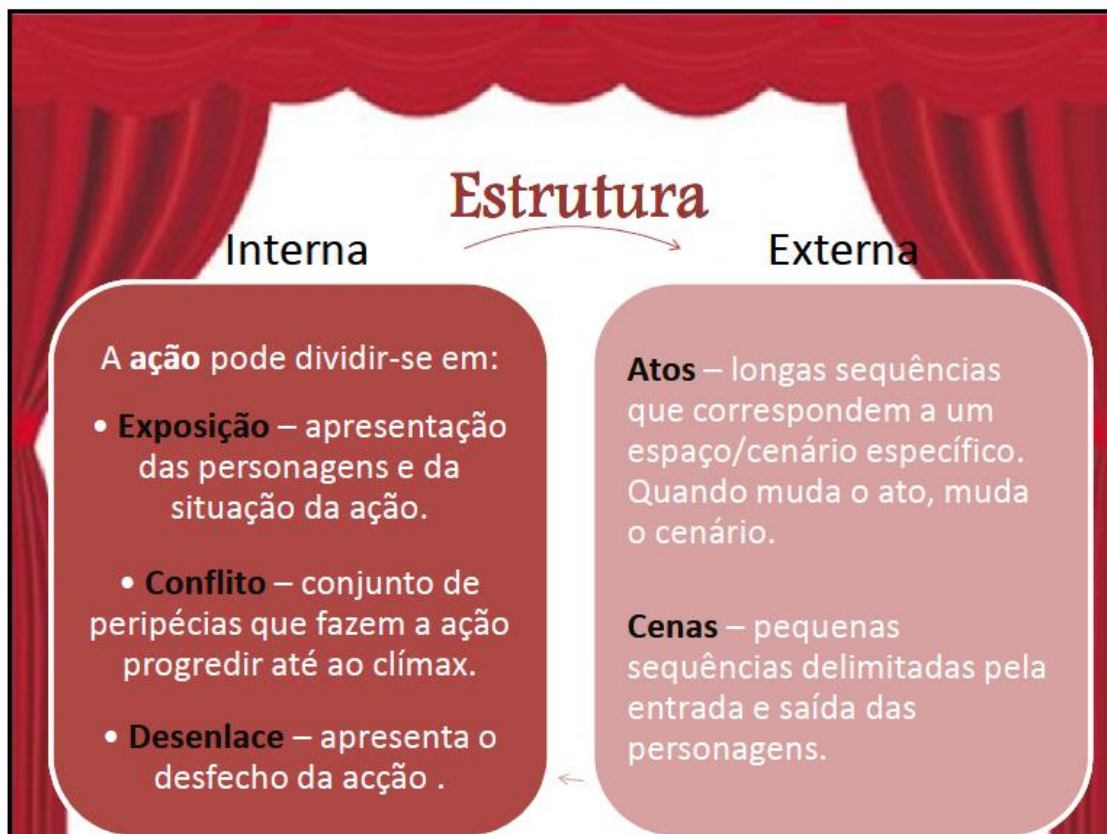 Estrutura
Interna
Externa
A ação pode dividir-se em:
• Exposição – apresentação
das personagens e da
situação da ação.
• Conflito – conjunto de
peripécias que fazem a ação
progredir até ao clímax.
• Desenlace – apresenta o
desfecho da acção .
Atos – longas sequências
que correspondem a um
espaço/cenário específico.
Quando muda o ato, muda
o cenário.
Cenas – pequenas
sequências delimitadas pela
entrada e saída das
personagens.